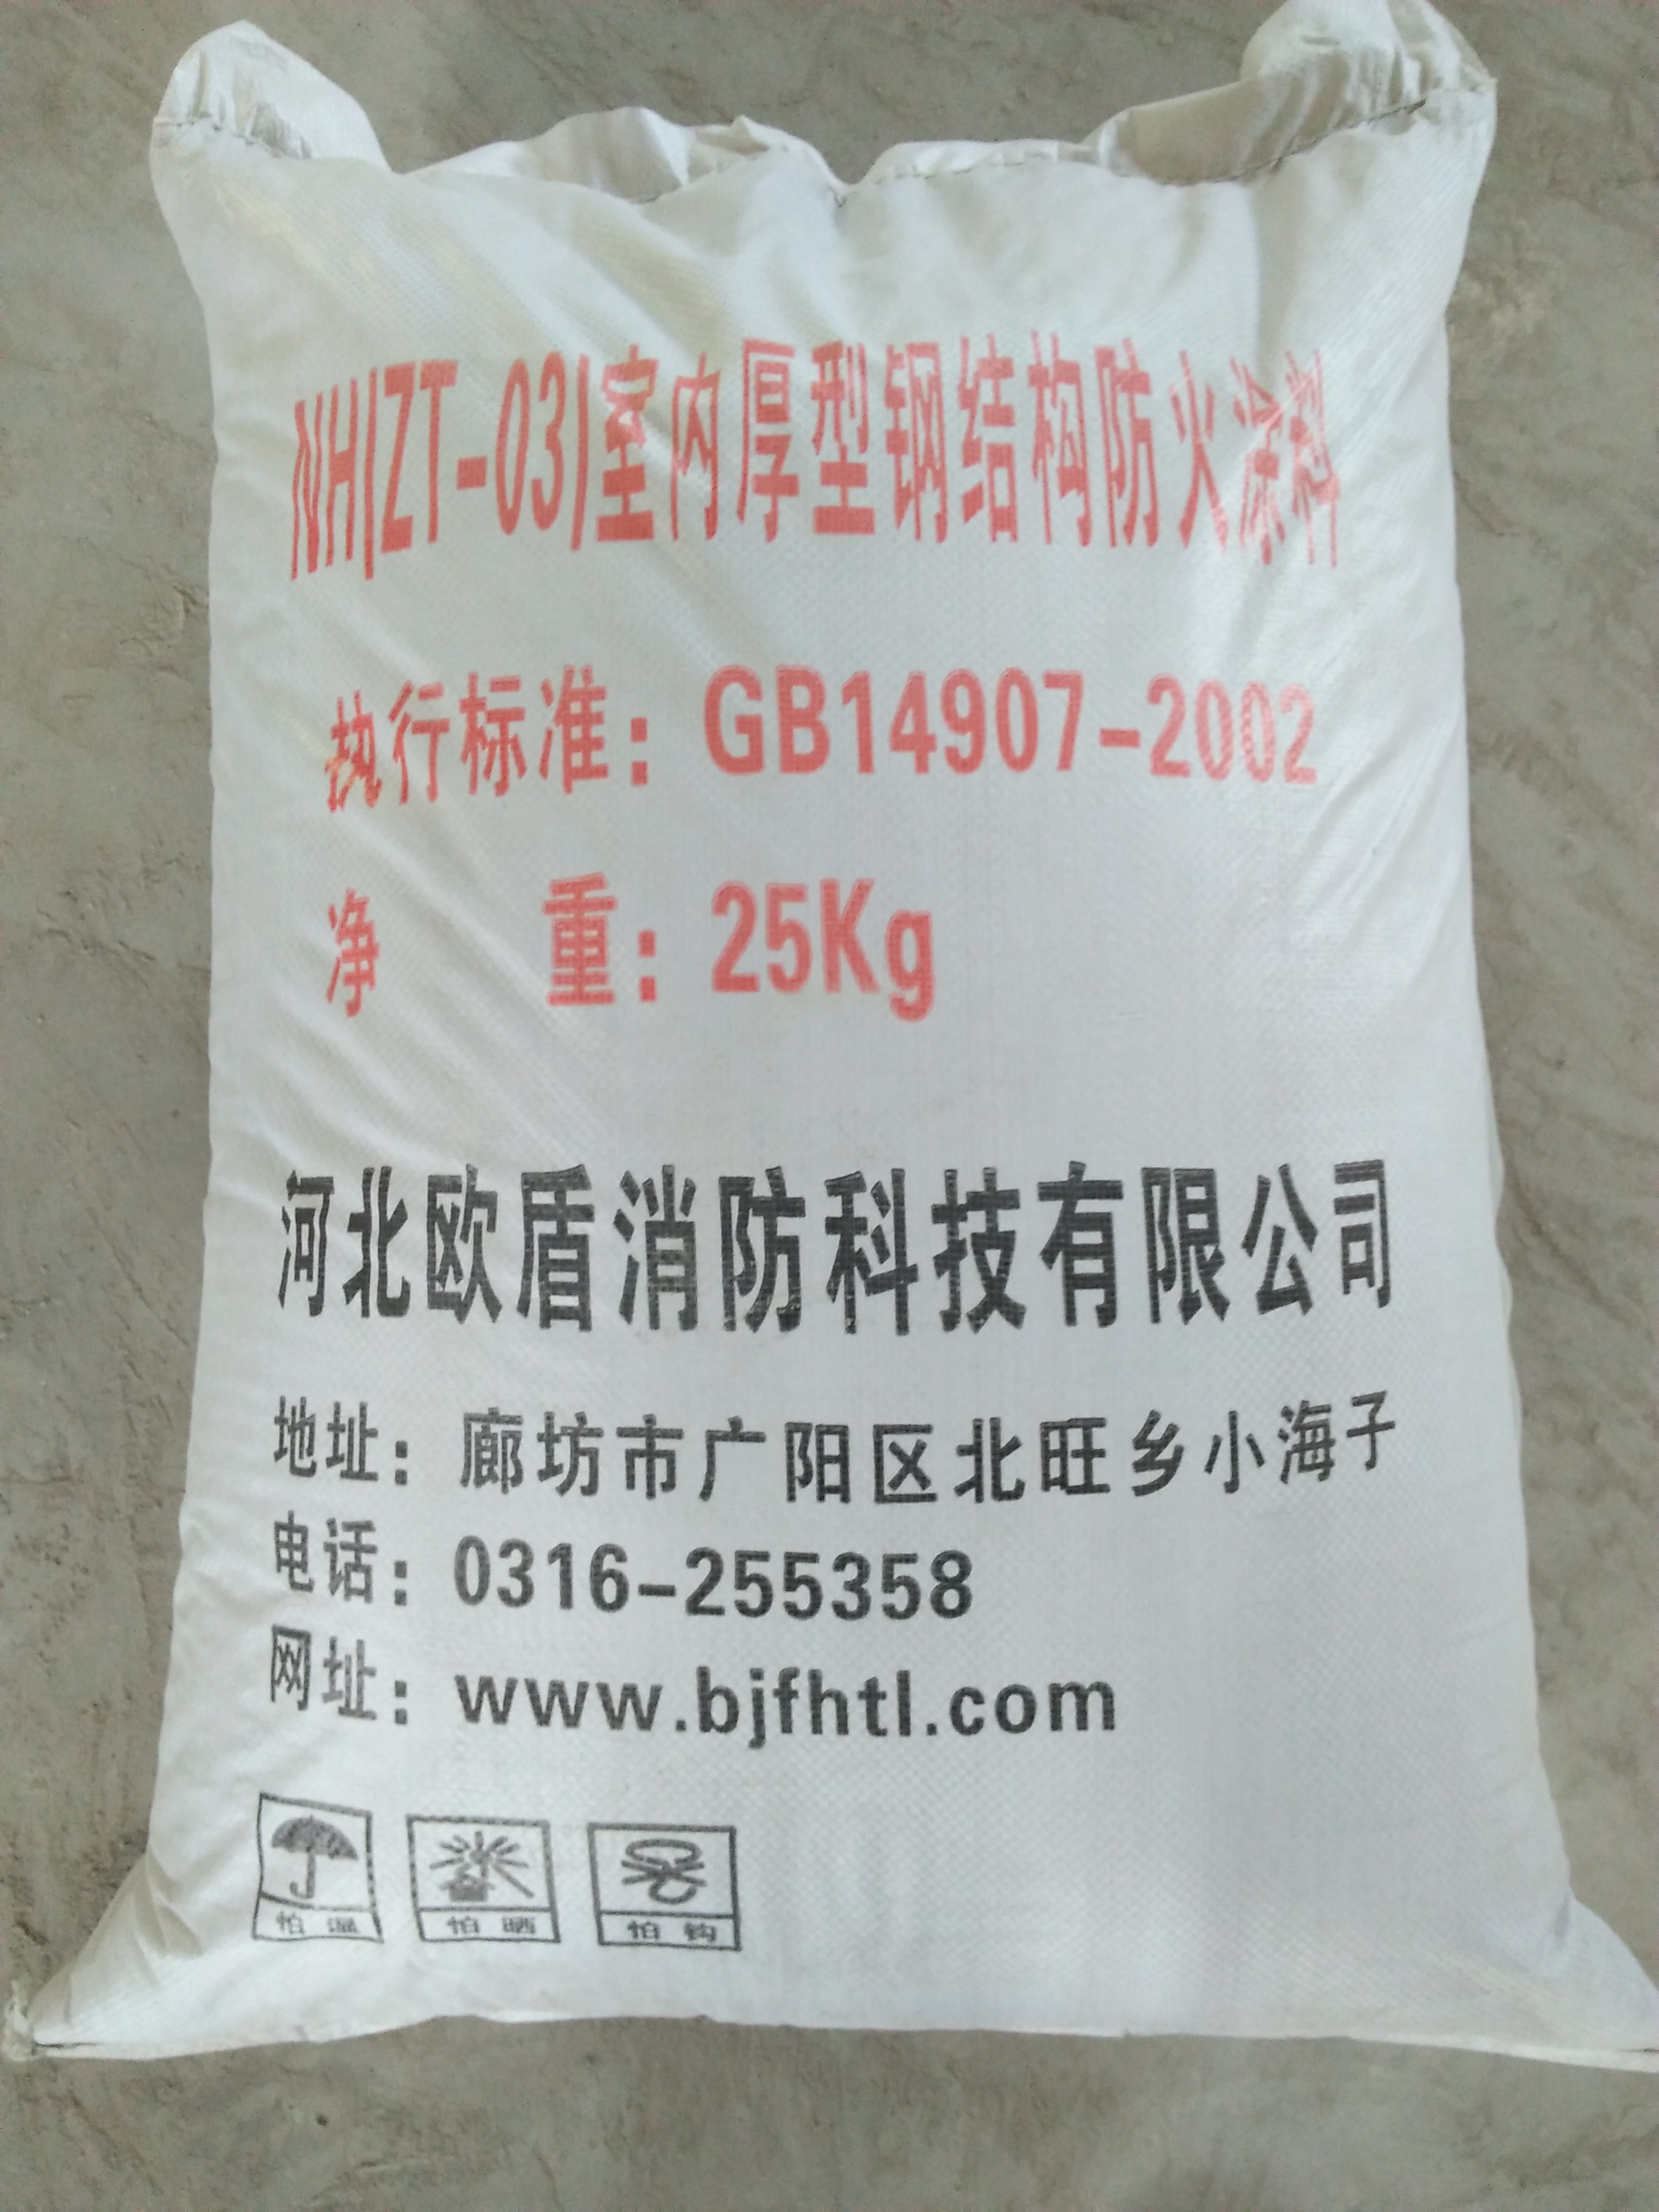 NH(ZT-03)室内厚型钢结构防火涂料
执行标准：GB14907-2002
净 重：25Kg
河北欧盾消防科技有限公司
地址：廊坊市广阳区北旺乡小海子
电话：0316-255358
网址：www.bjfhtl.com
怕湿 怕晒 怕钩